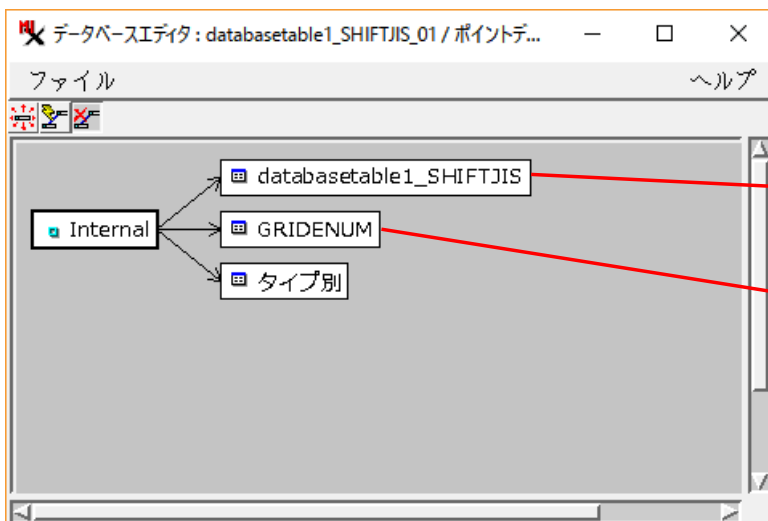 データベースエディタ : databasetable1_SHIFTJIS_01 / ポイントデ...
ファイル ヘルプ
databasetable1_SHIFTJIS
Internal
GRIDENUM
タイプ別